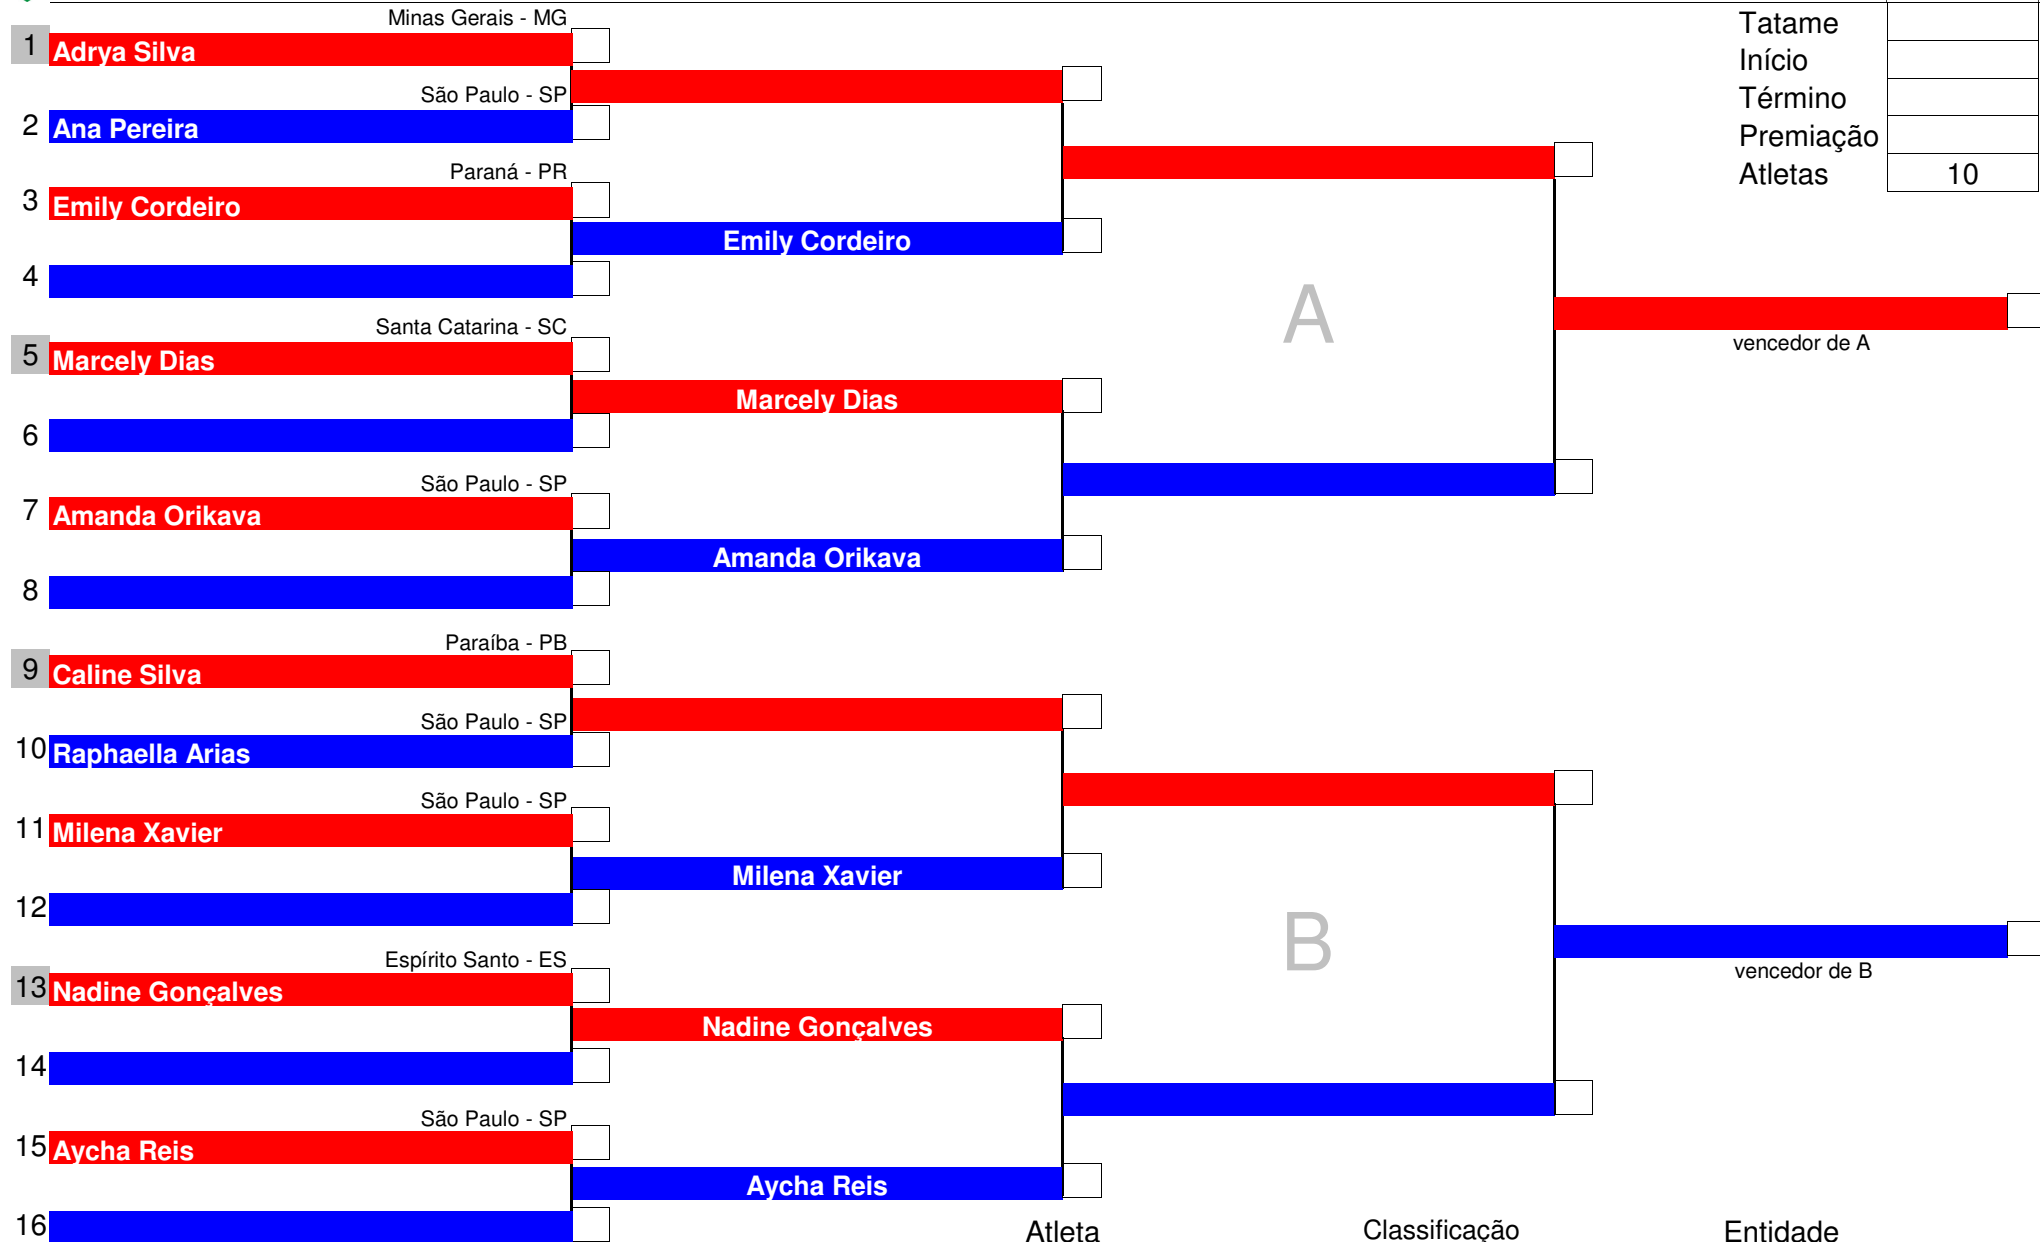 Minas Gerais - MG
1 Adrya Silva
São Paulo - SP
2 Ana Pereira
Paraná - PR
3 Emily Cordeiro
Emily Cordeiro
4
Santa Catarina - SC
5 Marcely Dias
Marcely Dias
6
São Paulo - SP
7 Amanda Orikava
Amanda Orikava
8
Paraíba - PB
9 Caline Silva
São Paulo - SP
10 Raphaella Arias
São Paulo - SP
11 Milena Xavier
Milena Xavier
12
Espírito Santo - ES
13 Nadine Gonçalves
Nadine Gonçalves
14
São Paulo - SP
15 Aycha Reis
Aycha Reis
16
A
vencedor de A
B
vencedor de B
Tatame
Início
Término
Premiação
Atletas 10
Atleta Classificação Entidade